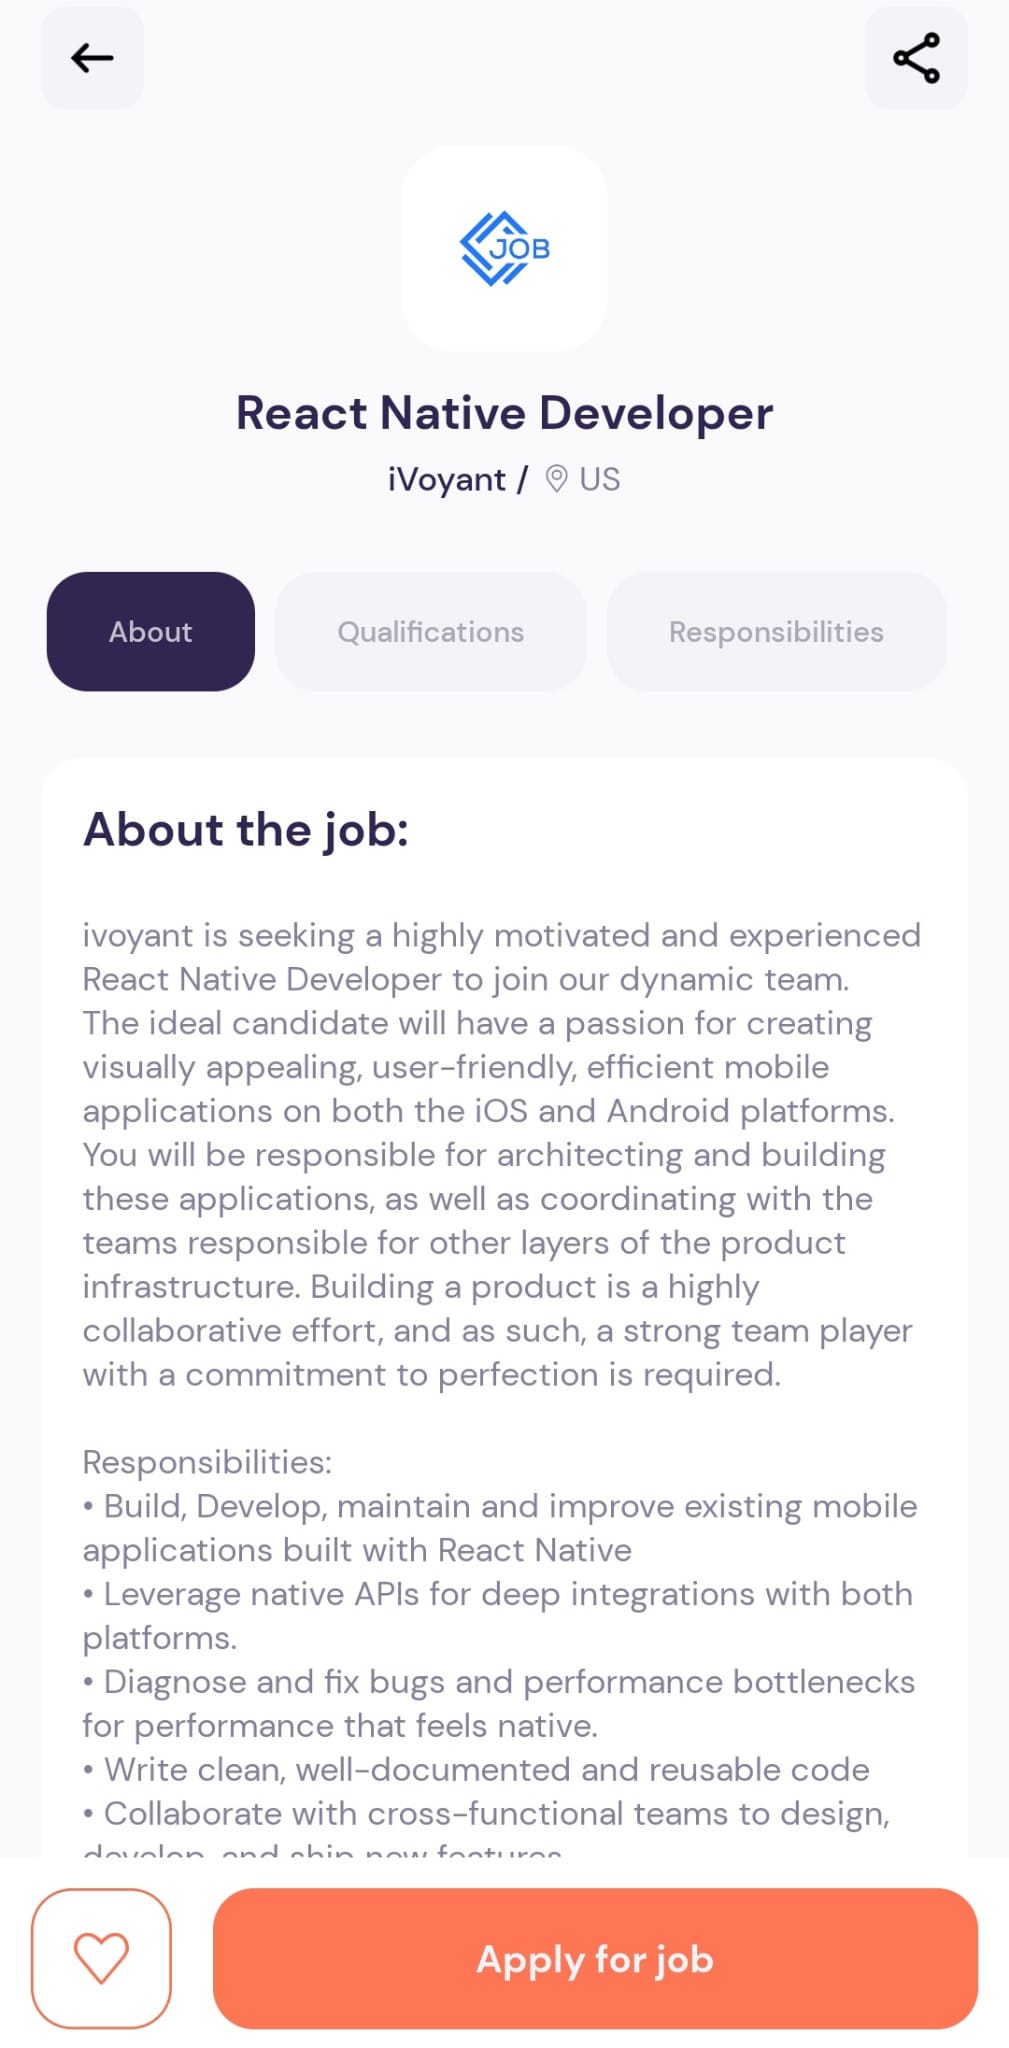 JOB
React Native Developer
iVoyant / US
About
Qualifications
Responsibilities
About the job:
ivoyant is seeking a highly motivated and experienced
React Native Developer to join our dynamic team.
The ideal candidate will have a passion for creating
visually appealing, user-friendly, efficient mobile
applications on both the iOS and Android platforms.
You will be responsible for architecting and building
these applications, as well as coordinating with the
teams responsible for other layers of the product
infrastructure. Building a product is a highly
collaborative effort, and as such, a strong team player
with a commitment to perfection is required.
Responsibilities:
• Build, Develop, maintain and improve existing mobile
applications built with React Native
• Leverage native APIs for deep integrations with both
platforms.
• Diagnose and fix bugs and performance bottlenecks
for performance that feels native.
• Write clean, well-documented and reusable code
• Collaborate with cross-functional teams to design,
develop, and ship new features
Apply for job